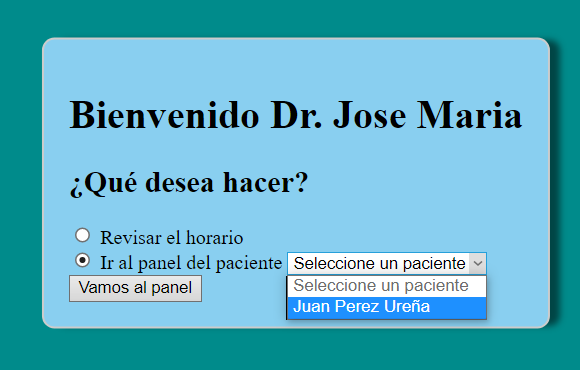 Bienvenido Dr. Jose Maria
¿Qué desea hacer?
Revisar el horario
Ir al panel del paciente Seleccione un paciente
Seleccione un paciente
Juan Perez Ureña
Vamos al panel